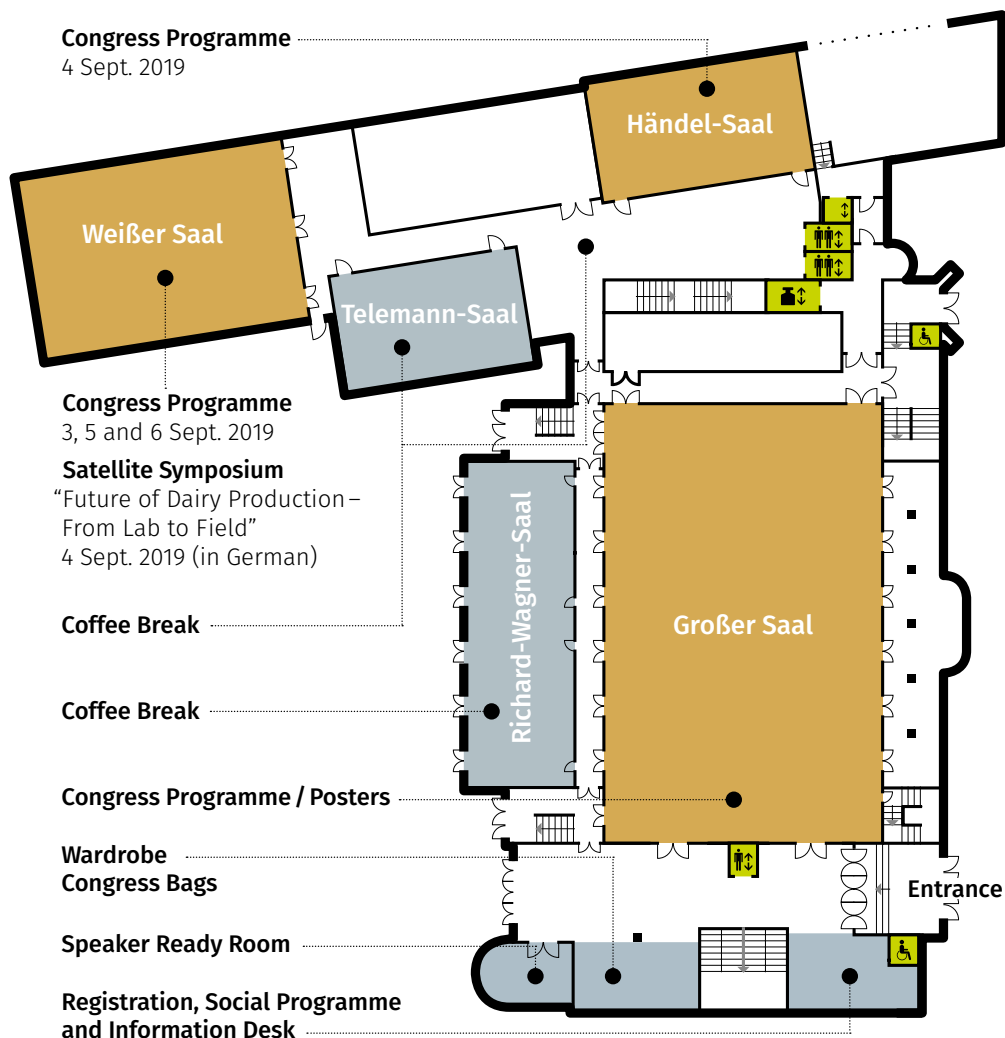 Congress Programme
4 Sept. 2019
Händel-Saal
Weißer Saal
Telemann-Saal
Congress Programme
3, 5 and 6 Sept. 2019
Satellite Symposium
“Future of Dairy Production –
From Lab to Field”
4 Sept. 2019 (in German)
Richard-Wagner-Saal
Großer Saal
Coffee Break
Coffee Break
Congress Programme / Posters
Wardrobe
Congress Bags
Entrance
Speaker Ready Room
Registration, Social Programme
and Information Desk